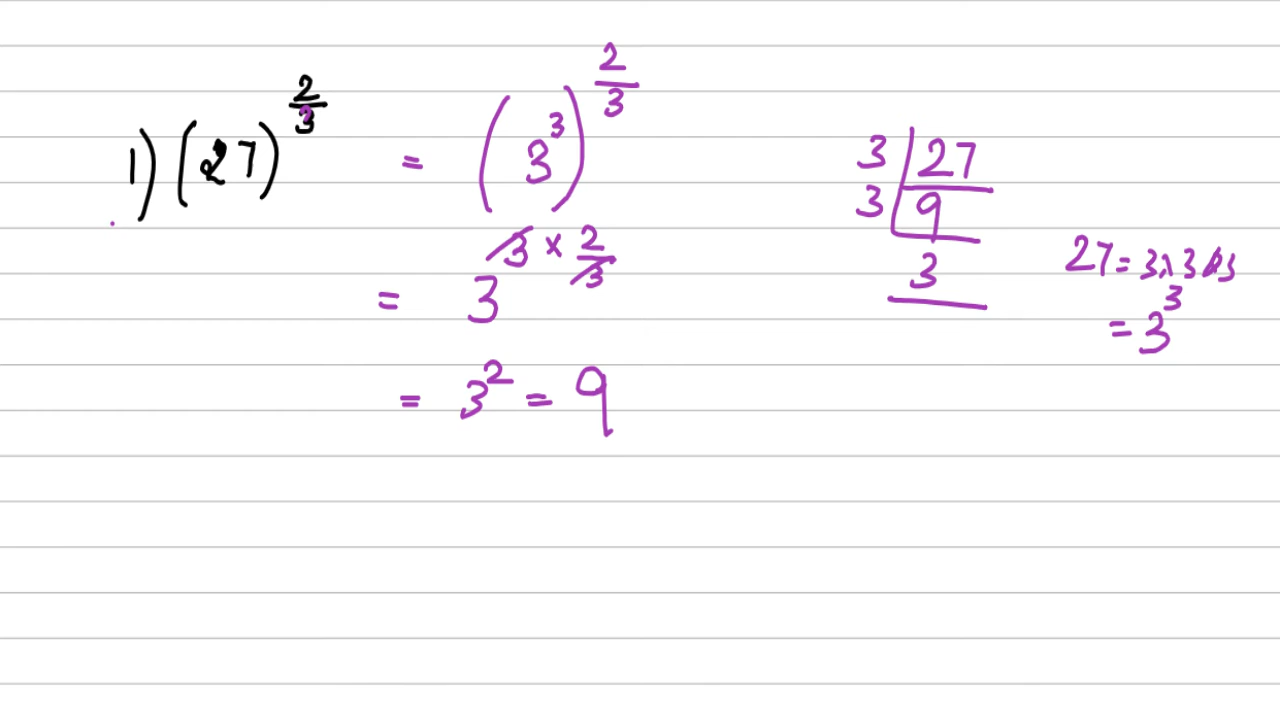 1) (27)^(2/3) = (3^3)^(2/3)
= 3^(3 × 2/3)
= 3^2 = 9
3 | 27
3 | 9
3
27 = 3 x 3 x 3
= 3^3